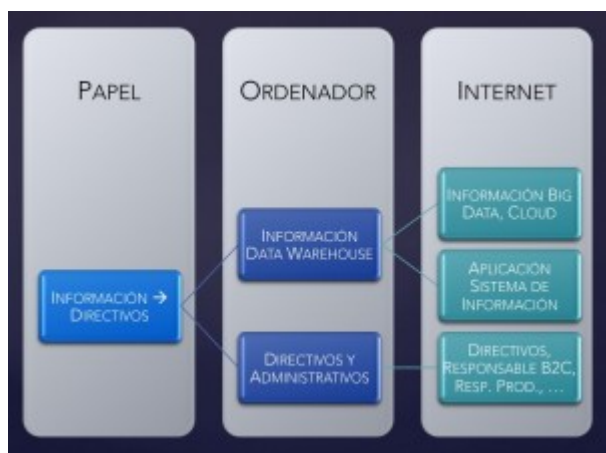 PAPEL
ORDENADOR
INTERNET
INFORMACIÓN →
DIRECTIVOS
INFORMACIÓN
DATA WAREHOUSE
DIRECTIVOS Y
ADMINISTRATIVOS
INFORMACIÓN BIG
DATA, CLOUD
APLICACIÓN
SISTEMA DE
INFORMACIÓN
DIRECTIVOS,
RESPONSABLE B2C,
RESP. PROD., ...